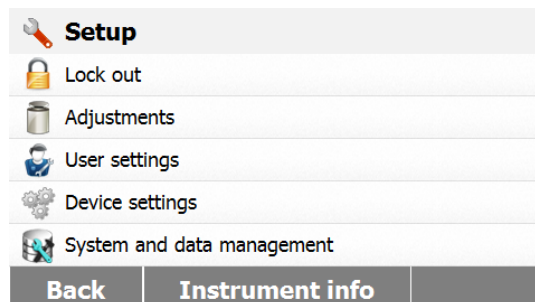 Setup
Lock out
Adjustments
User settings
Device settings
System and data management
Back Instrument info